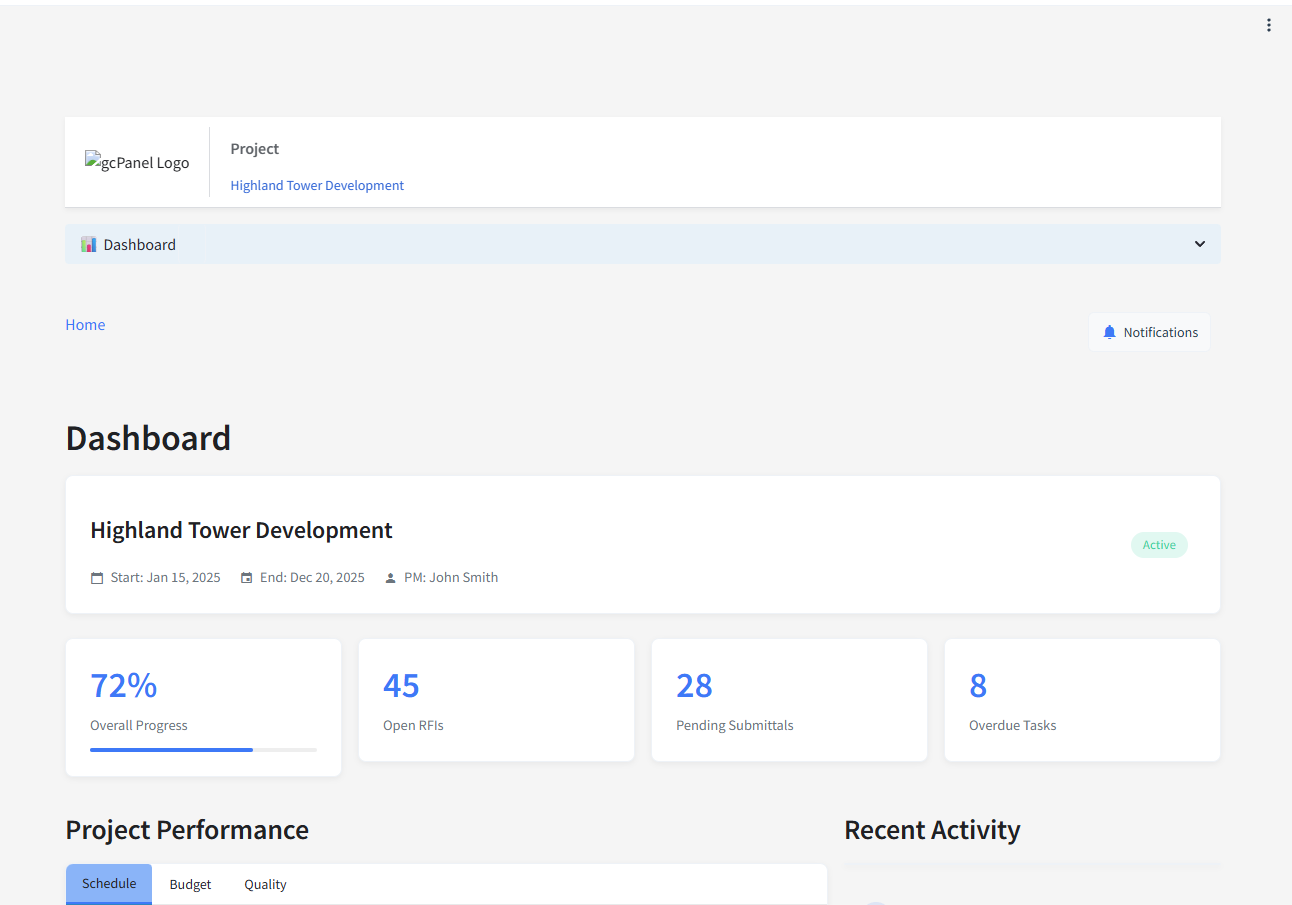 gcPanel Logo
Project
Highland Tower Development
Dashboard
Home
Notifications
Dashboard
Highland Tower Development
Active
Start: Jan 15, 2025 End: Dec 20, 2025 PM: John Smith
72% 45 28 8
Overall Progress Open RFIs Pending Submittals Overdue Tasks
Project Performance Recent Activity
Schedule Budget Quality